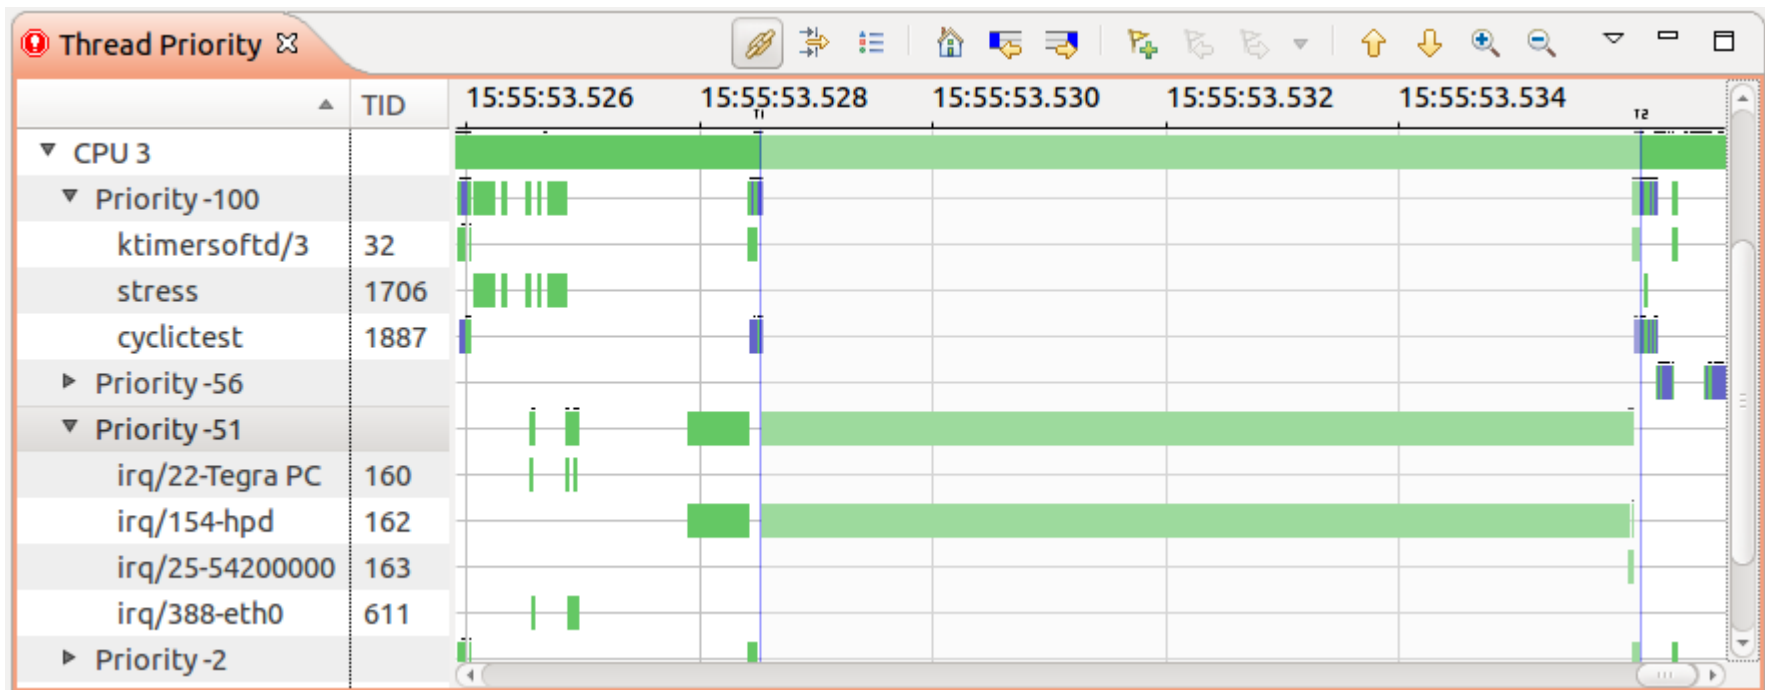 Thread Priority
TID 15:55:53.526 15:55:53.528 15:55:53.530 15:55:53.532 15:55:53.534
T1 T2
CPU 3
Priority -100
ktimersoftd/3 32
stress 1706
cyclictest 1887
Priority -56
Priority -51
irq/22-Tegra PC 160
irq/154-hpd 162
irq/25-54200000 163
irq/388-eth0 611
Priority -2